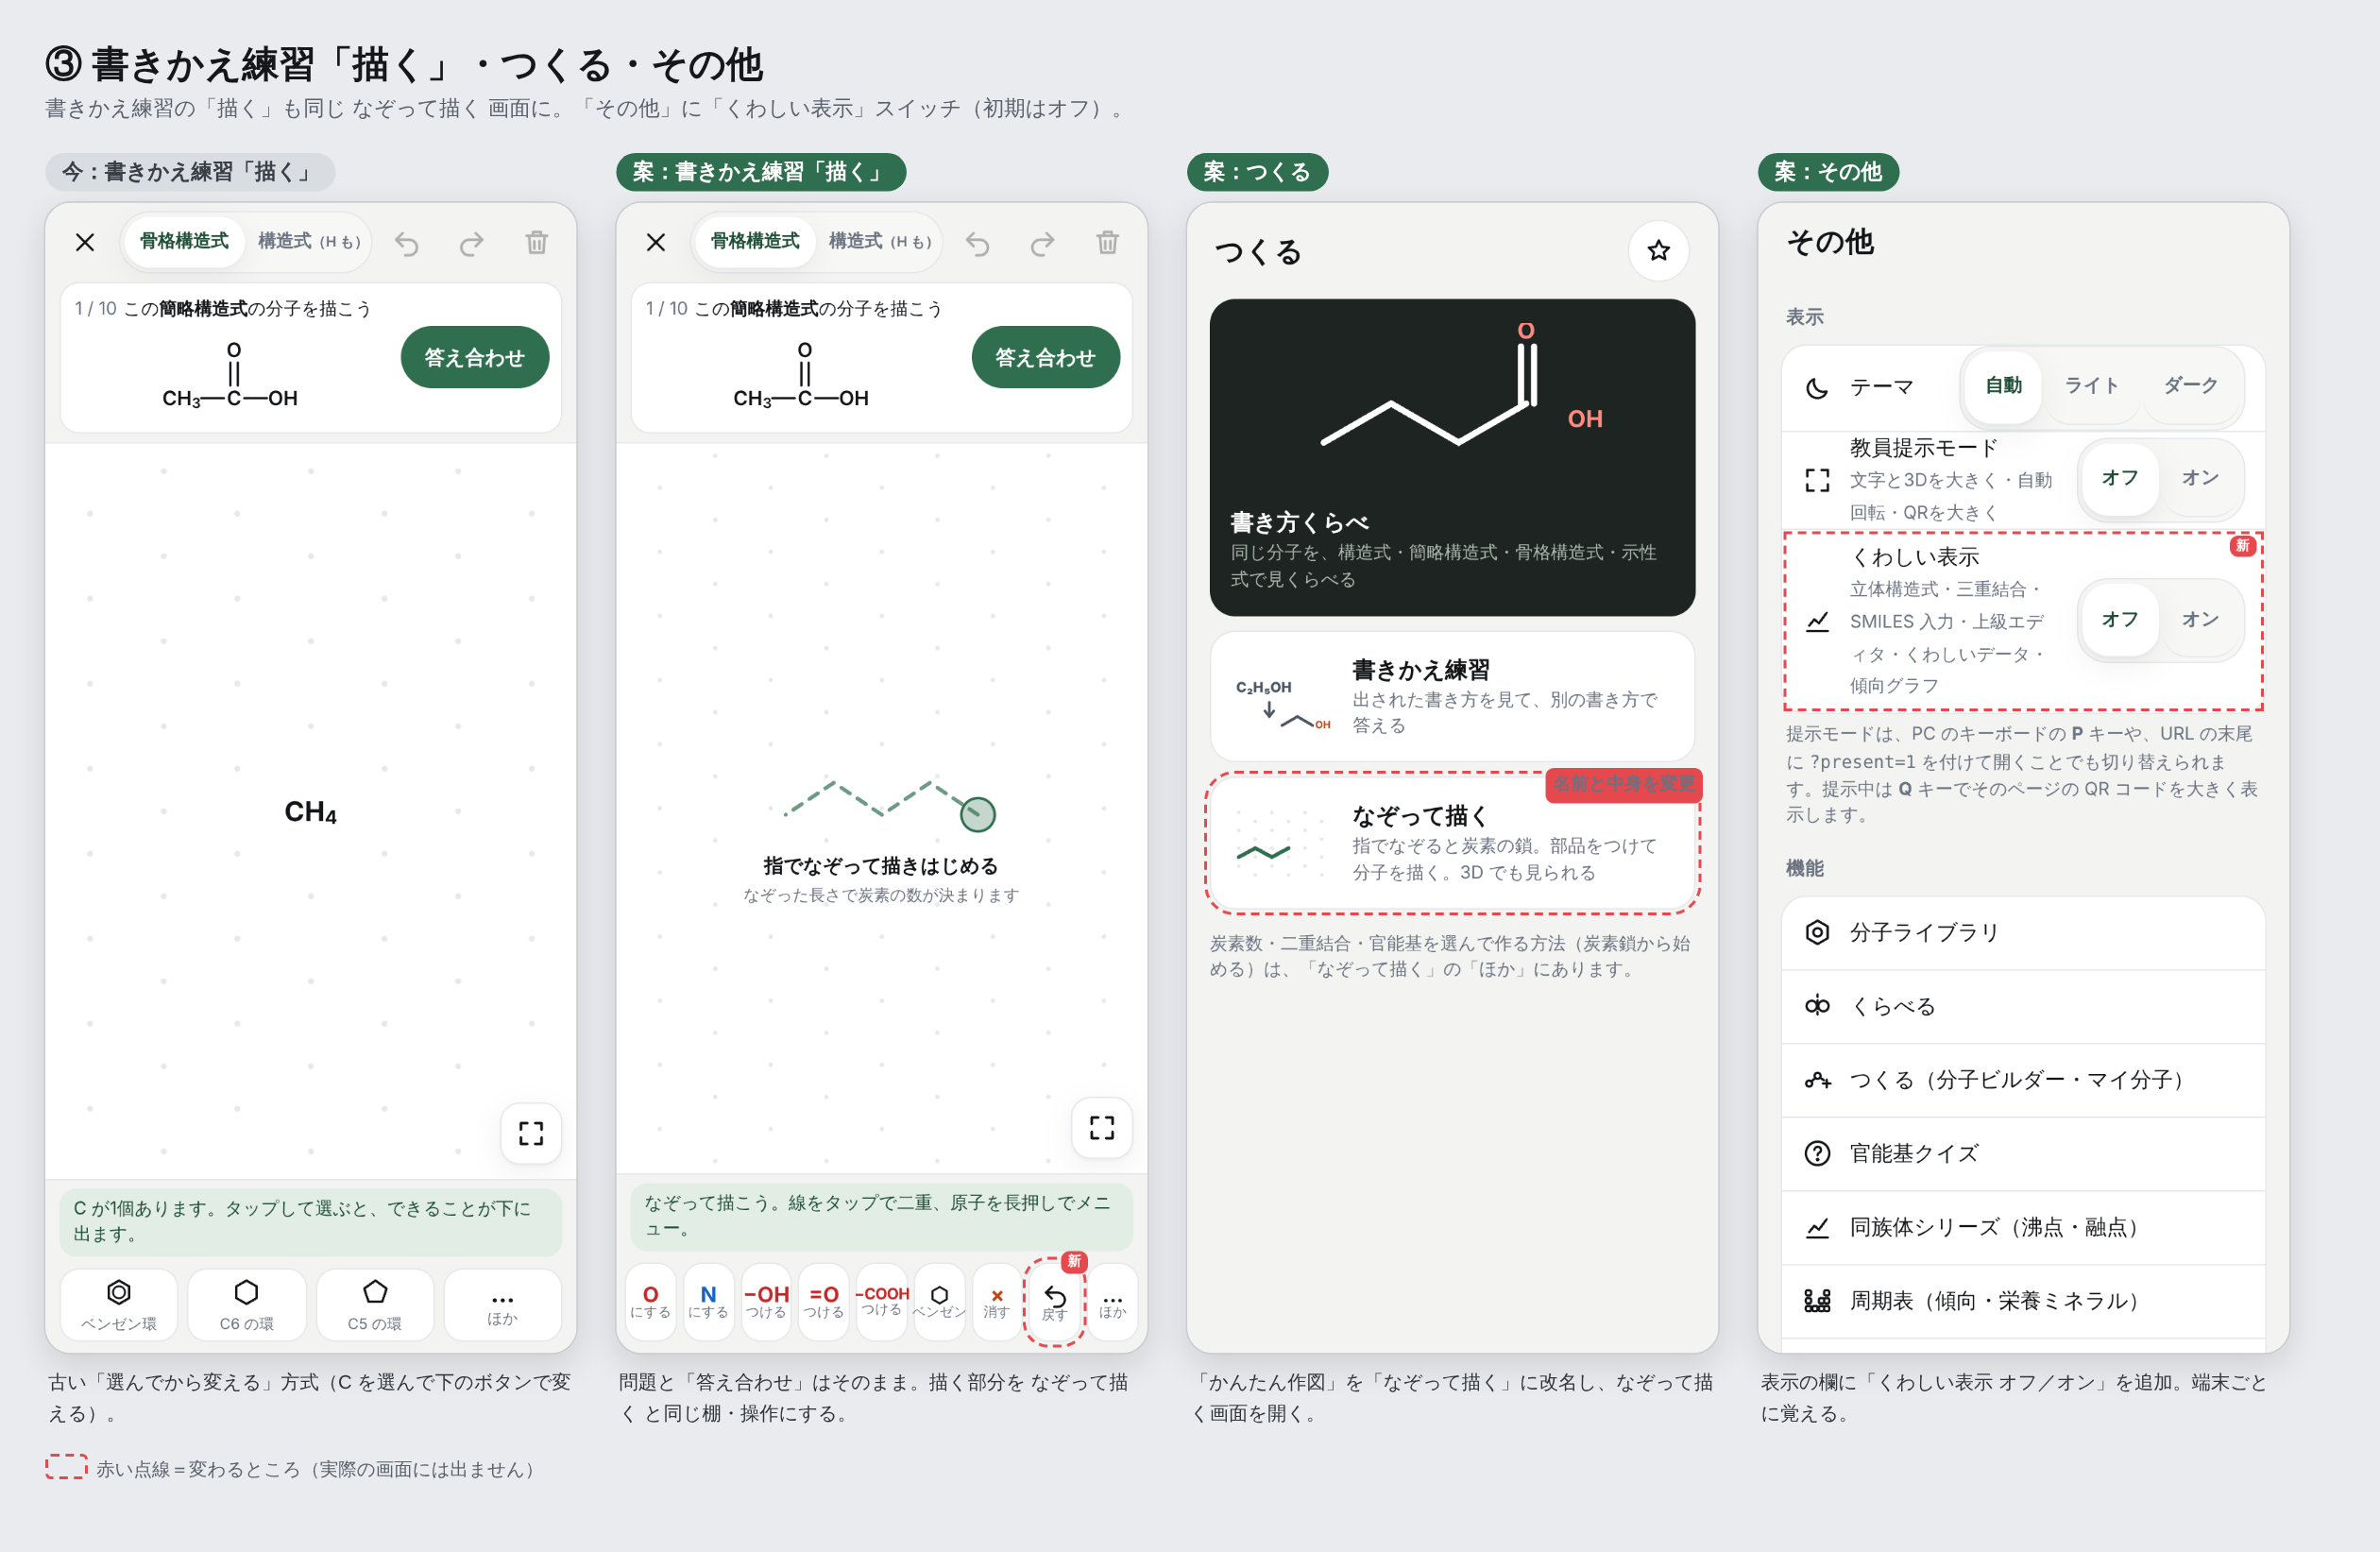 ③ 書きかえ練習「描く」・つくる・その他
書きかえ練習の「描く」も同じ なぞって描く 画面に。「その他」に「くわしい表示」スイッチ（初期はオフ）。
今：書きかえ練習「描く」
骨格構造式
構造式（H も）
1 / 10 この簡略構造式の分子を描こう
O
CH₃—C—OH
答え合わせ
CH₄
C が1個あります。タップして選ぶと、できることが下に
出ます。
ベンゼン環
C6 の環
C5 の環
ほか
古い「選んでから変える」方式（C を選んで下のボタンで変
える）。
案：書きかえ練習「描く」
骨格構造式
構造式（H も）
1 / 10 この簡略構造式の分子を描こう
O
CH₃—C—OH
答え合わせ
指でなぞって描きはじめる
なぞった長さで炭素の数が決まります
なぞって描こう。線をタップで二重、原子を長押しでメニ
ュー。
新
O
にする
N
にする
−OH
つける
=O
つける
−COOH
つける
ベンゼン
×
消す
戻す
…
ほか
問題と「答え合わせ」はそのまま。描く部分を なぞって描
く と同じ棚・操作にする。
案：つくる
つくる
O
OH
書き方くらべ
同じ分子を、構造式・簡略構造式・骨格構造式・示性
式で見くらべる
C₂H₅OH
OH
書きかえ練習
出された書き方を見て、別の書き方で
答える
名前と中身を変更
なぞって描く
指でなぞると炭素の鎖。部品をつけて
分子を描く。3D でも見られる
炭素数・二重結合・官能基を選んで作る方法（炭素鎖から始
める）は、「なぞって描く」の「ほか」にあります。
「かんたん作図」を「なぞって描く」に改名し、なぞって描
く画面を開く。
案：その他
その他
表示
テーマ
自動
ライト
ダーク
教員提示モード
文字と3Dを大きく・自動
回転・QRを大きく
オフ
オン
新
くわしい表示
立体構造式・三重結合・
SMILES 入力・上級エデ
ィタ・くわしいデータ・
傾向グラフ
オフ
オン
提示モードは、PC のキーボードの P キーや、URL の末尾
に ?present=1 を付けて開くことでも切り替えられま
す。提示中は Q キーでそのページの QR コードを大きく表
示します。
機能
分子ライブラリ
くらべる
つくる（分子ビルダー・マイ分子）
官能基クイズ
同族体シリーズ（沸点・融点）
周期表（傾向・栄養ミネラル）
表示の欄に「くわしい表示 オフ／オン」を追加。端末ごと
に覚える。
赤い点線＝変わるところ（実際の画面には出ません）